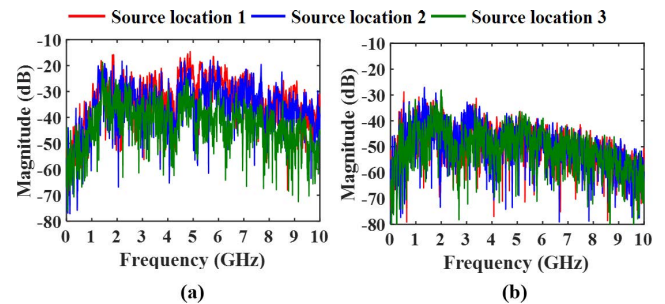 Source location 1 Source location 2 Source location 3
-10 -10
-20 -20
-30 -30
-40 -40
-50 -50
-60 -60
-70 -70
-80 -80
Magnitude (dB) Magnitude (dB)
0 1 2 3 4 5 6 7 8 9 10 0 1 2 3 4 5 6 7 8 9 10
Frequency (GHz) Frequency (GHz)
(a) (b)